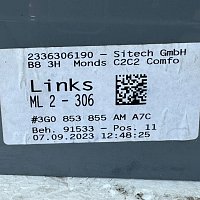 2336306190 - Sitech GmbH
B8 3H  Monds C2C2 Comfo
Links
ML 2 - 306
#3G0 853 855 AM A7C
Beh. 91533 - Pos. 11
07.09.2023 12:48:25